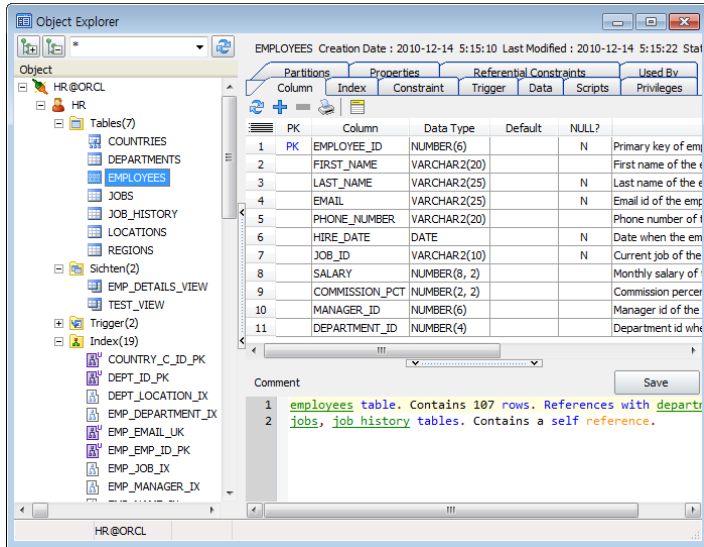 Object Explorer
*
EMPLOYEES Creation Date : 2010-12-14 5:15:10 Last Modified : 2010-12-14 5:15:22 Stat
Object
Partitions Properties Referential Constraints Used By
Column Index Constraint Trigger Data Scripts Privileges
HR@ORCL
HR
Tables(7)
COUNTRIES
DEPARTMENTS
EMPLOYEES
JOBS
JOB_HISTORY
LOCATIONS
REGIONS
Sichten(2)
EMP_DETAILS_VIEW
TEST_VIEW
Trigger(2)
Index(19)
COUNTRY_C_ID_PK
DEPT_ID_PK
DEPT_LOCATION_IX
EMP_DEPARTMENT_IX
EMP_EMAIL_UK
EMP_EMP_ID_PK
EMP_JOB_IX
EMP_MANAGER_IX
PK Column Data Type Default NULL?
1 PK EMPLOYEE_ID NUMBER(6) N Primary key of emp
2 FIRST_NAME VARCHAR2(20) First name of the e
3 LAST_NAME VARCHAR2(25) N Last name of the e
4 EMAIL VARCHAR2(25) N Email id of the emp
5 PHONE_NUMBER VARCHAR2(20) Phone number of t
6 HIRE_DATE DATE N Date when the em
7 JOB_ID VARCHAR2(10) N Current job of the
8 SALARY NUMBER(8, 2) Monthly salary of
9 COMMISSION_PCT NUMBER(2, 2) Commission percen
10 MANAGER_ID NUMBER(6) Manager id of the
11 DEPARTMENT_ID NUMBER(4) Department id whe
Comment Save
1 employees table. Contains 107 rows. References with departm
2 jobs, job history tables. Contains a self reference.
HR@ORCL